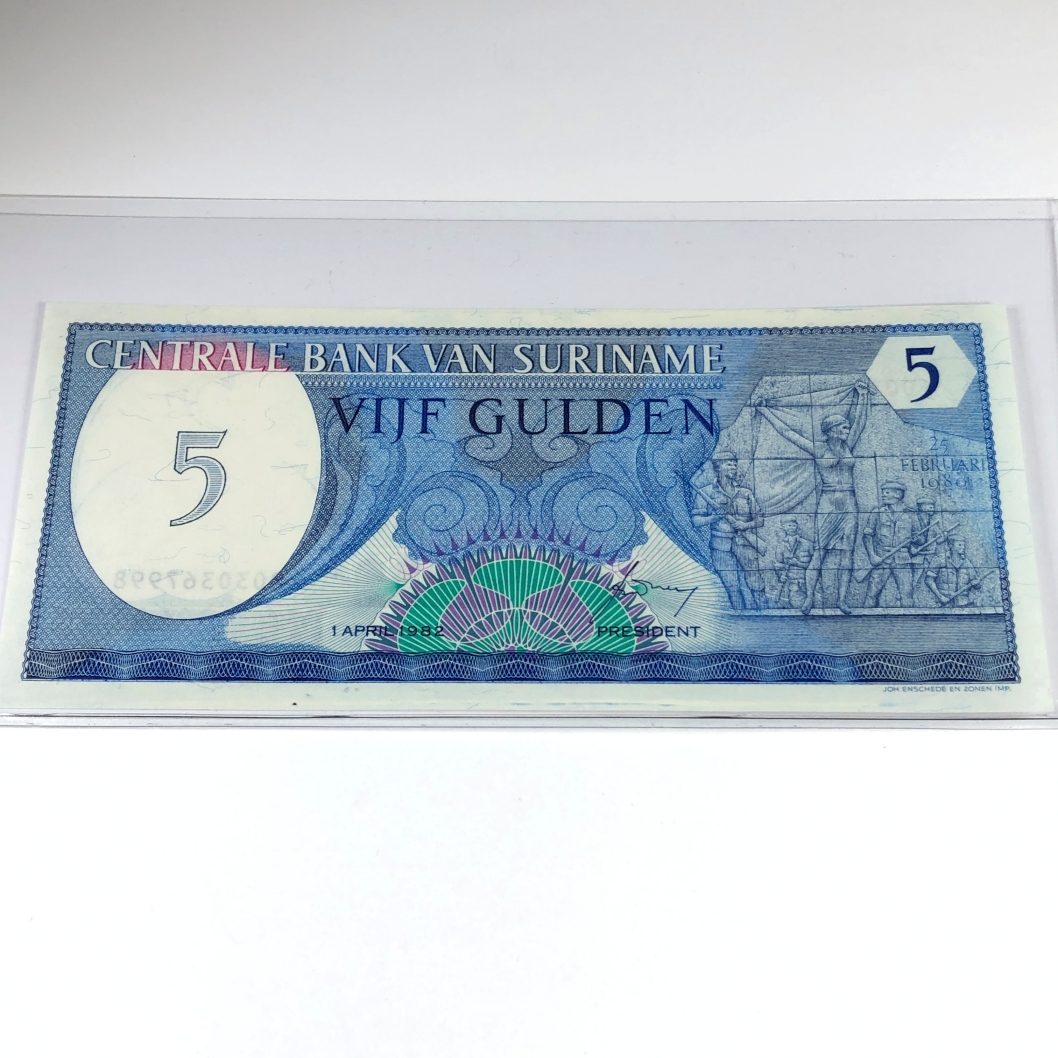 CENTRALE BANK VAN SURINAME
5
VIJF GULDEN
5
25
FEBRUARI
1980
030367998
1 APRIL 1982
PRESIDENT
JOH. ENSCHEDE EN ZONEN IMP.